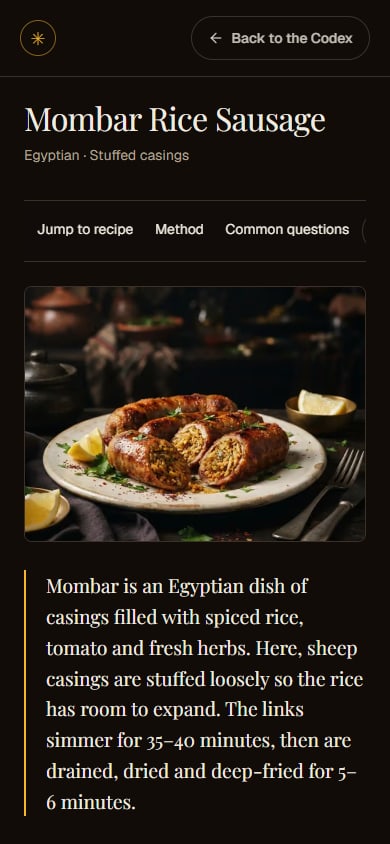 Back to the Codex
Mombar Rice Sausage
Egyptian · Stuffed casings
Jump to recipe Method Common questions
Mombar is an Egyptian dish of
casings filled with spiced rice,
tomato and fresh herbs. Here, sheep
casings are stuffed loosely so the rice
has room to expand. The links
simmer for 35–40 minutes, then are
drained, dried and deep-fried for 5–
6 minutes.